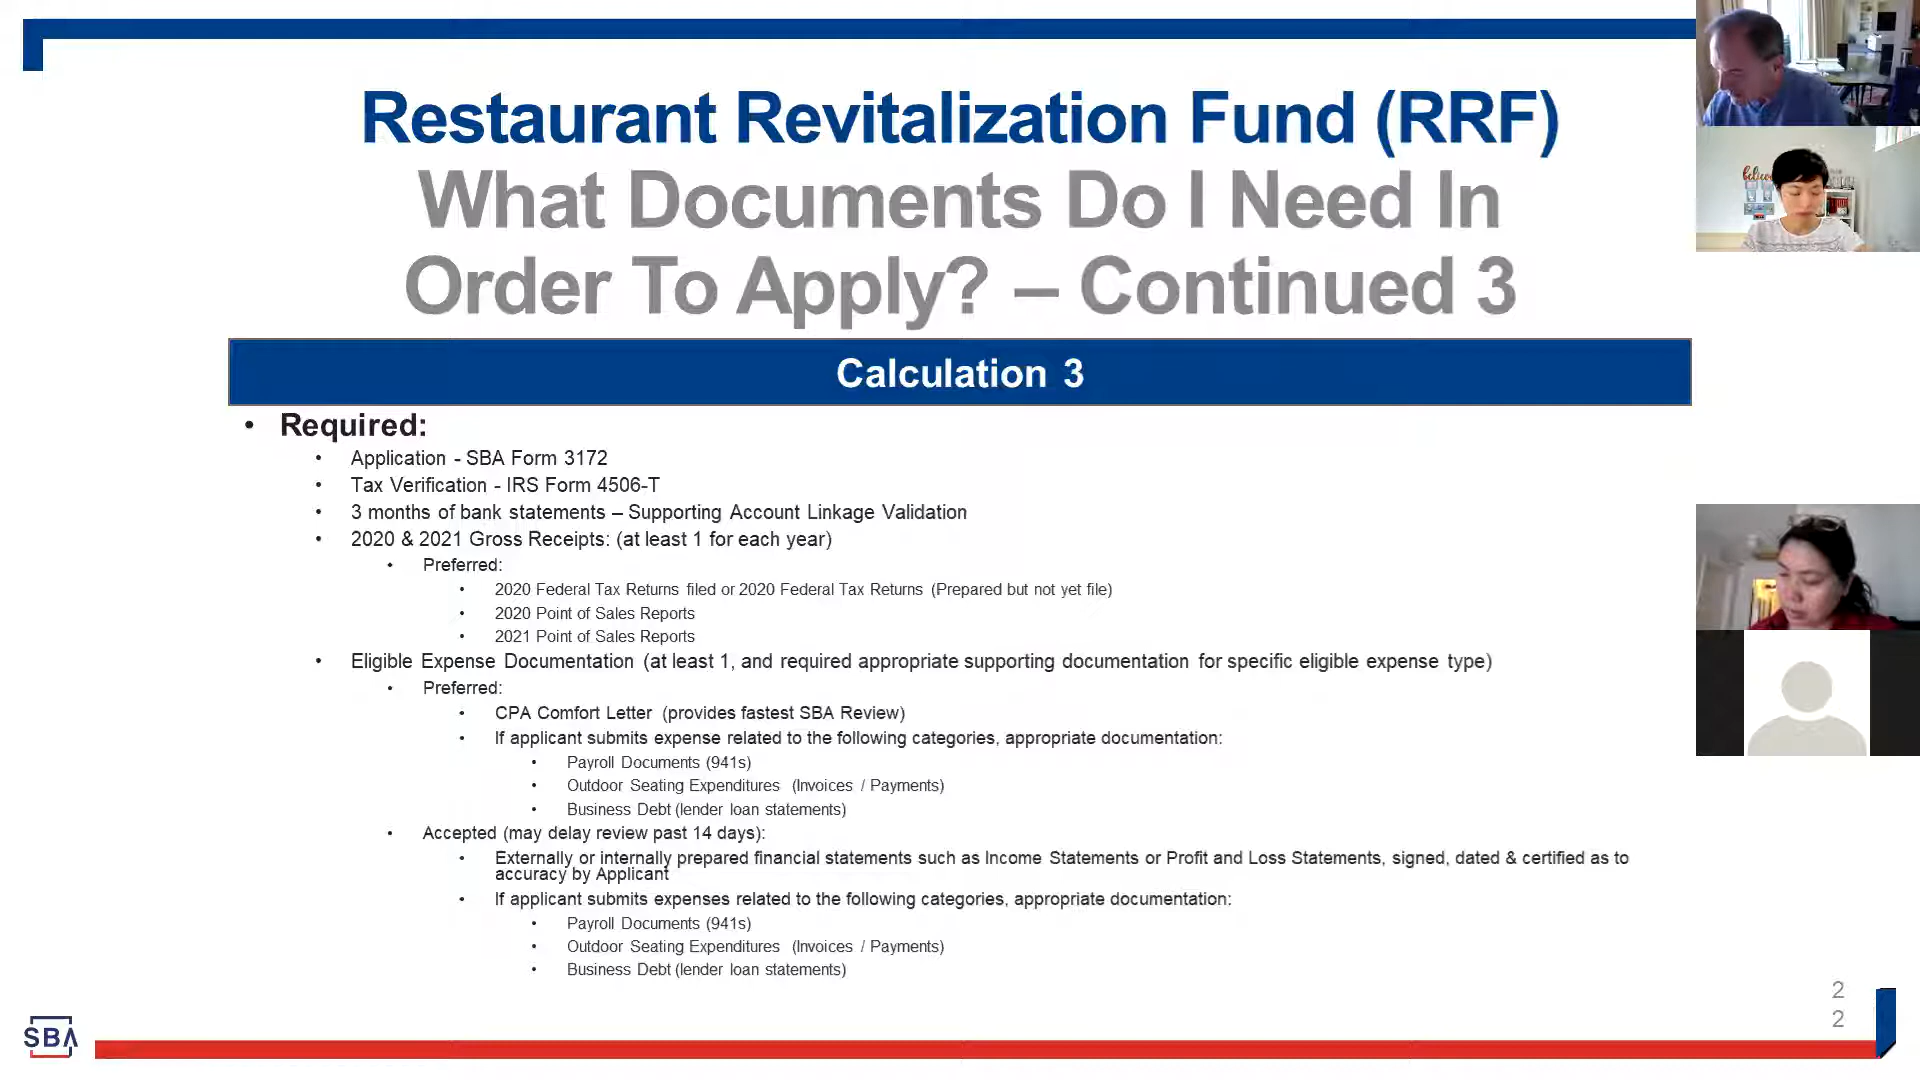 Restaurant Revitalization Fund (RRF)
What Documents Do I Need In
Order To Apply? – Continued 3
Calculation 3
• Required:
• Application - SBA Form 3172
• Tax Verification - IRS Form 4506-T
• 3 months of bank statements – Supporting Account Linkage Validation
• 2020 & 2021 Gross Receipts: (at least 1 for each year)
• Preferred:
• 2020 Federal Tax Returns filed or 2020 Federal Tax Returns (Prepared but not yet file)
• 2020 Point of Sales Reports
• 2021 Point of Sales Reports
• Eligible Expense Documentation (at least 1, and required appropriate supporting documentation for specific eligible expense type)
• Preferred:
• CPA Comfort Letter (provides fastest SBA Review)
• If applicant submits expense related to the following categories, appropriate documentation:
• Payroll Documents (941s)
• Outdoor Seating Expenditures (Invoices / Payments)
• Business Debt (lender loan statements)
• Accepted (may delay review past 14 days):
• Externally or internally prepared financial statements such as Income Statements or Profit and Loss Statements, signed, dated & certified as to
accuracy by Applicant
• If applicant submits expenses related to the following categories, appropriate documentation:
• Payroll Documents (941s)
• Outdoor Seating Expenditures (Invoices / Payments)
• Business Debt (lender loan statements)
2
2
SBA